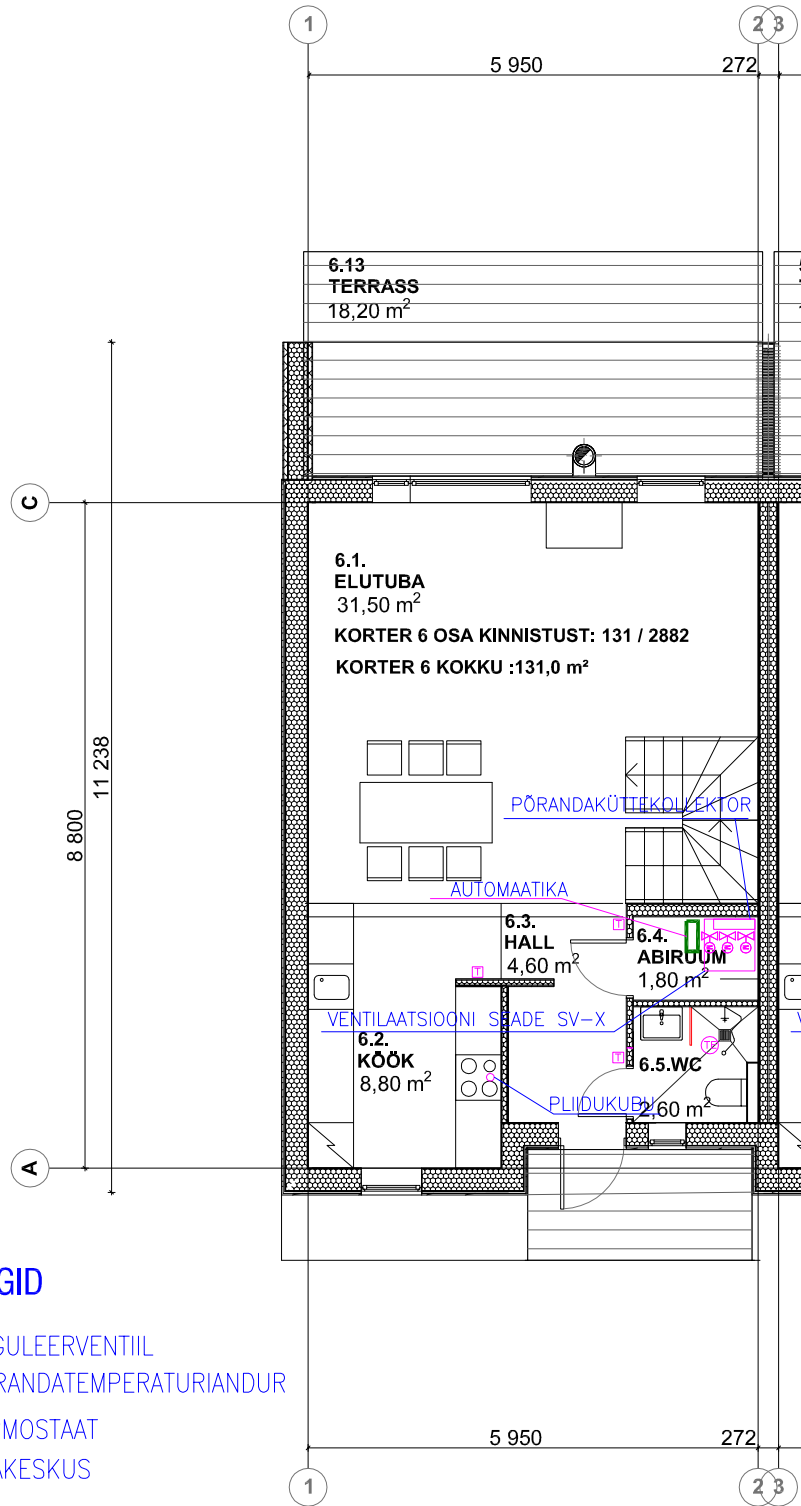 1
2
3
5 950
272
6.13
TERRASS
18,20 m²
C
6.1.
ELUTUBA
31,50 m²
KORTER 6 OSA KINNISTUST: 131 / 2882
KORTER 6 KOKKU :131,0 m²
11 238
8 800
PÕRANDAKÜTTEKOLLEKTOR
AUTOMAATIKA
6.3.
HALL
4,60 m²
T
6.4.
ABIRUUM
1,80 m²
T
VENTILAATSIOONI SEADE SV-X
6.2.
KÖÖK
8,80 m²
TE
T
6.5.WC
2,60 m²
PLIIDUKUBU
A
GID
GULEERVENTIIL
RANDATEMPERATURIANDUR
MOSTAAT
AKESKUS
5 950
272
1
2
3